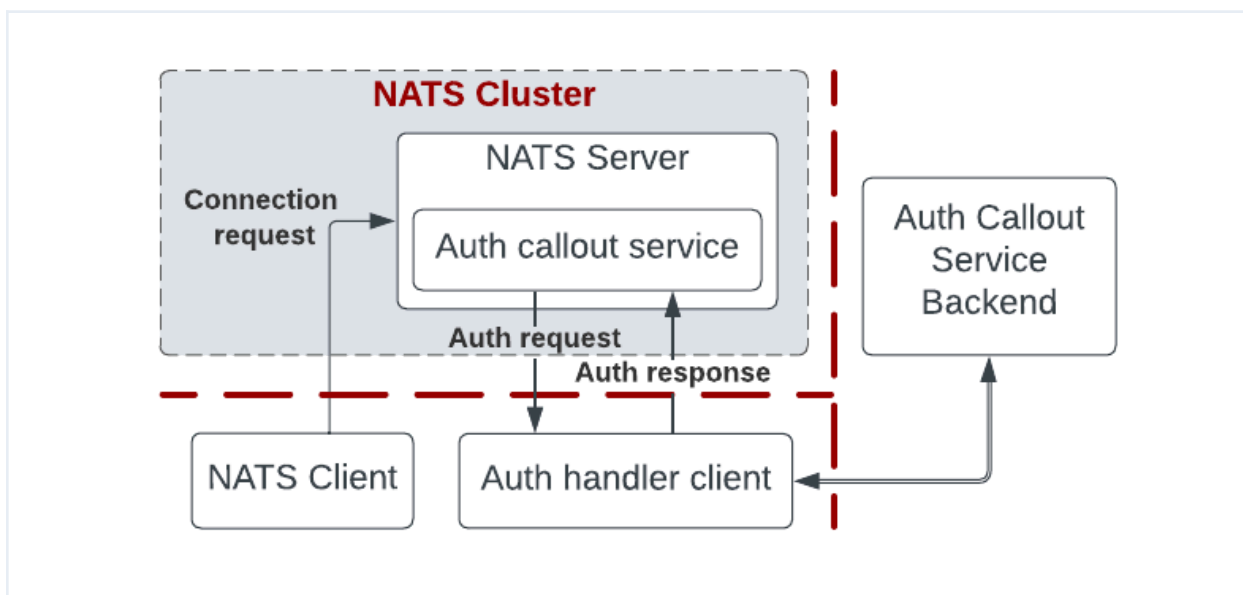 NATS Cluster
NATS Server
Connection
request
Auth callout service
Auth Callout
Service
Backend
Auth request
Auth response
NATS Client
Auth handler client